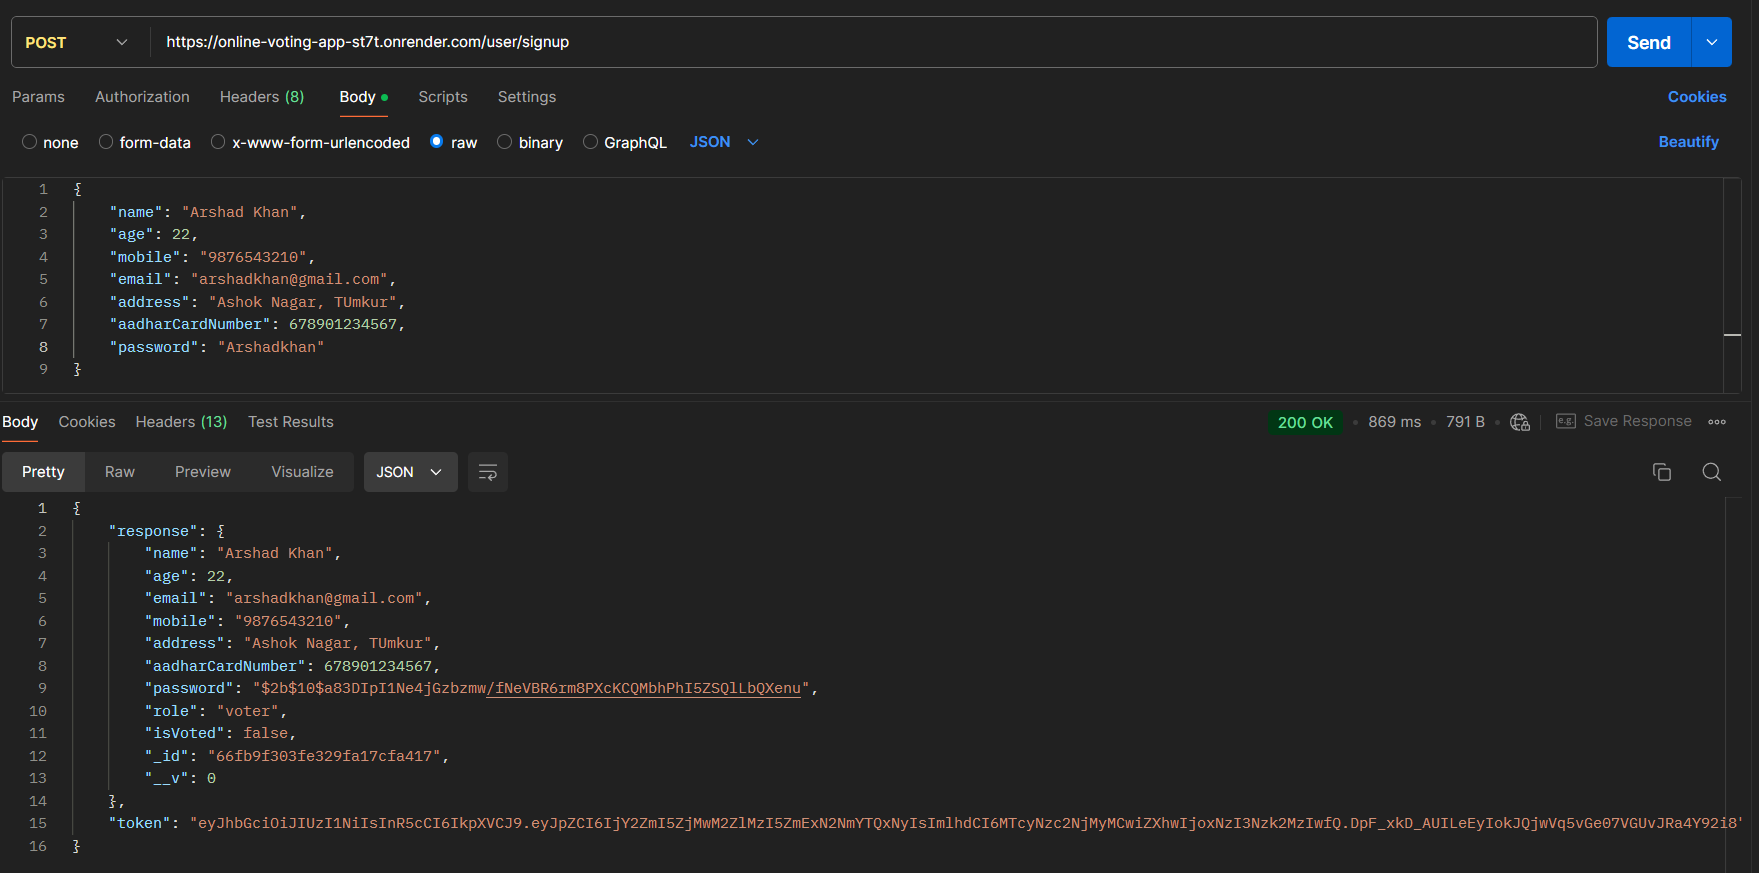 POST https://online-voting-app-st7t.onrender.com/user/signup Send
Params Authorization Headers (8) Body Scripts Settings Cookies
none form-data x-www-form-urlencoded raw binary GraphQL JSON Beautify
1 {
2 "name": "Arshad Khan",
3 "age": 22,
4 "mobile": "9876543210",
5 "email": "arshadkhan@gmail.com",
6 "address": "Ashok Nagar, TUmkur",
7 "aadharCardNumber": 678901234567,
8 "password": "Arshadkhan"
9 }
Body Cookies Headers (13) Test Results 200 OK • 869 ms • 791 B • e.g. Save Response
Pretty Raw Preview Visualize JSON
1 {
2 "response": {
3 "name": "Arshad Khan",
4 "age": 22,
5 "email": "arshadkhan@gmail.com",
6 "mobile": "9876543210",
7 "address": "Ashok Nagar, TUmkur",
8 "aadharCardNumber": 678901234567,
9 "password": "$2b$10$a83DIpI1Ne4jGzbzmw/fNeVBR6rm8PXcKCQMbhPhI5ZSQlLbQXenu",
10 "role": "voter",
11 "isVoted": false,
12 "_id": "66fb9f303fe329fa17cfa417",
13 "__v": 0
14 },
15 "token": "eyJhbGciOiJIUzI1NiIsInR5cCI6IkpXVCJ9.eyJpZCI6IjY2ZmI5ZjMwM2ZlMzI5ZmExN2NmYTQxNyIsImlhdCI6MTcyNzc2NjMyMCwiZXhwIjoxNzI3Nzk2MzIwfQ.DpF_xkD_AUILeEyIokJQjwVq5vGe07VGUvJRa4Y92i8"
16 }